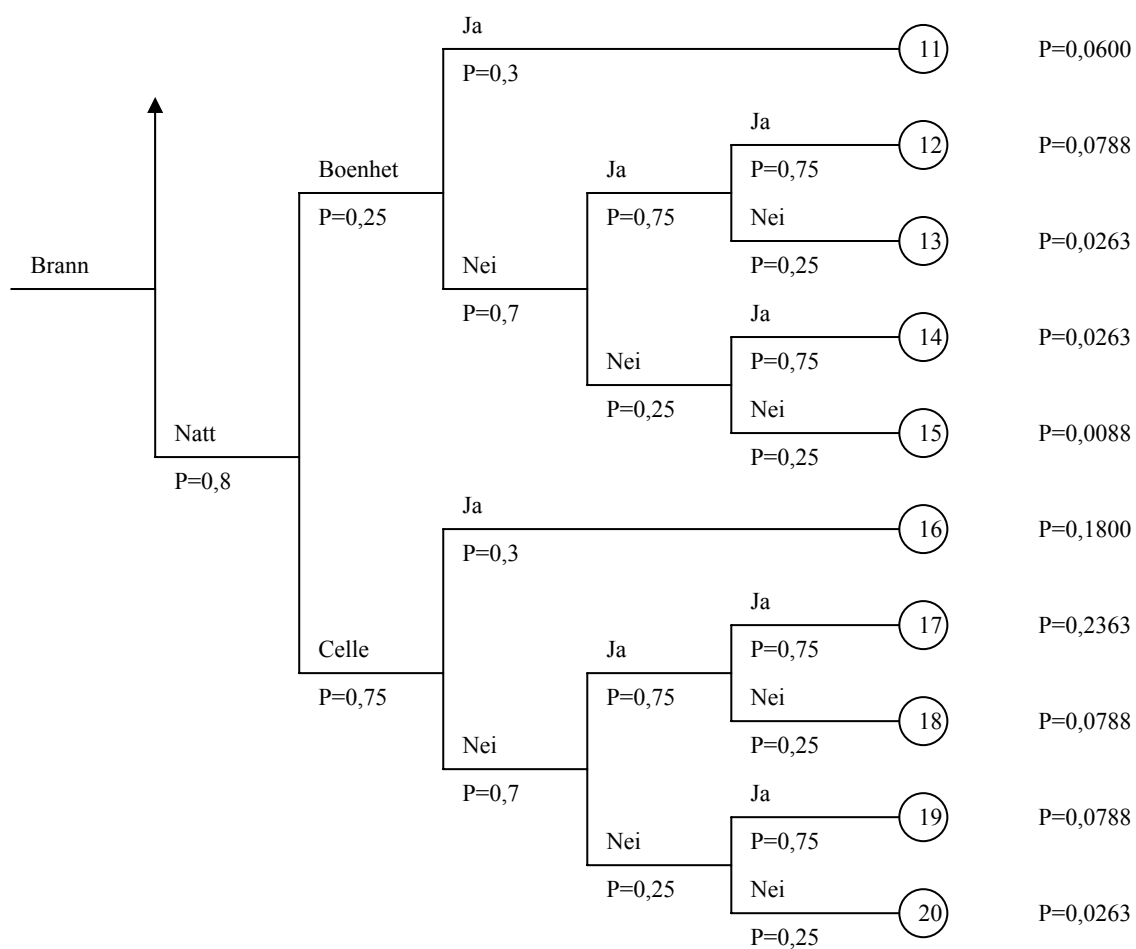 Ja
11 P=0,0600
P=0,3
Ja
12 P=0,0788
Boenhet Ja P=0,75
P=0,25 P=0,75 Nei
13 P=0,0263
Brann Nei P=0,25
P=0,7 Ja
14 P=0,0263
Nei P=0,75
P=0,25 Nei
Natt 15 P=0,0088
P=0,25
P=0,8
Ja
16 P=0,1800
P=0,3
Ja
17 P=0,2363
Celle Ja P=0,75
P=0,75 P=0,75 Nei
18 P=0,0788
Nei P=0,25
P=0,7 Ja
19 P=0,0788
Nei P=0,75
P=0,25 Nei
20 P=0,0263
P=0,25